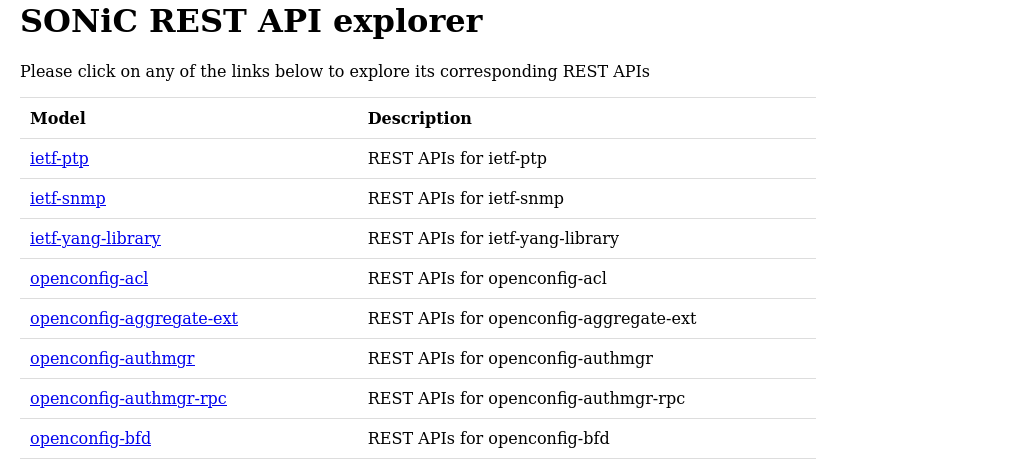 SONiC REST API explorer
Please click on any of the links below to explore its corresponding REST APIs
Model Description
ietf-ptp REST APIs for ietf-ptp
ietf-snmp REST APIs for ietf-snmp
ietf-yang-library REST APIs for ietf-yang-library
openconfig-acl REST APIs for openconfig-acl
openconfig-aggregate-ext REST APIs for openconfig-aggregate-ext
openconfig-authmgr REST APIs for openconfig-authmgr
openconfig-authmgr-rpc REST APIs for openconfig-authmgr-rpc
openconfig-bfd REST APIs for openconfig-bfd